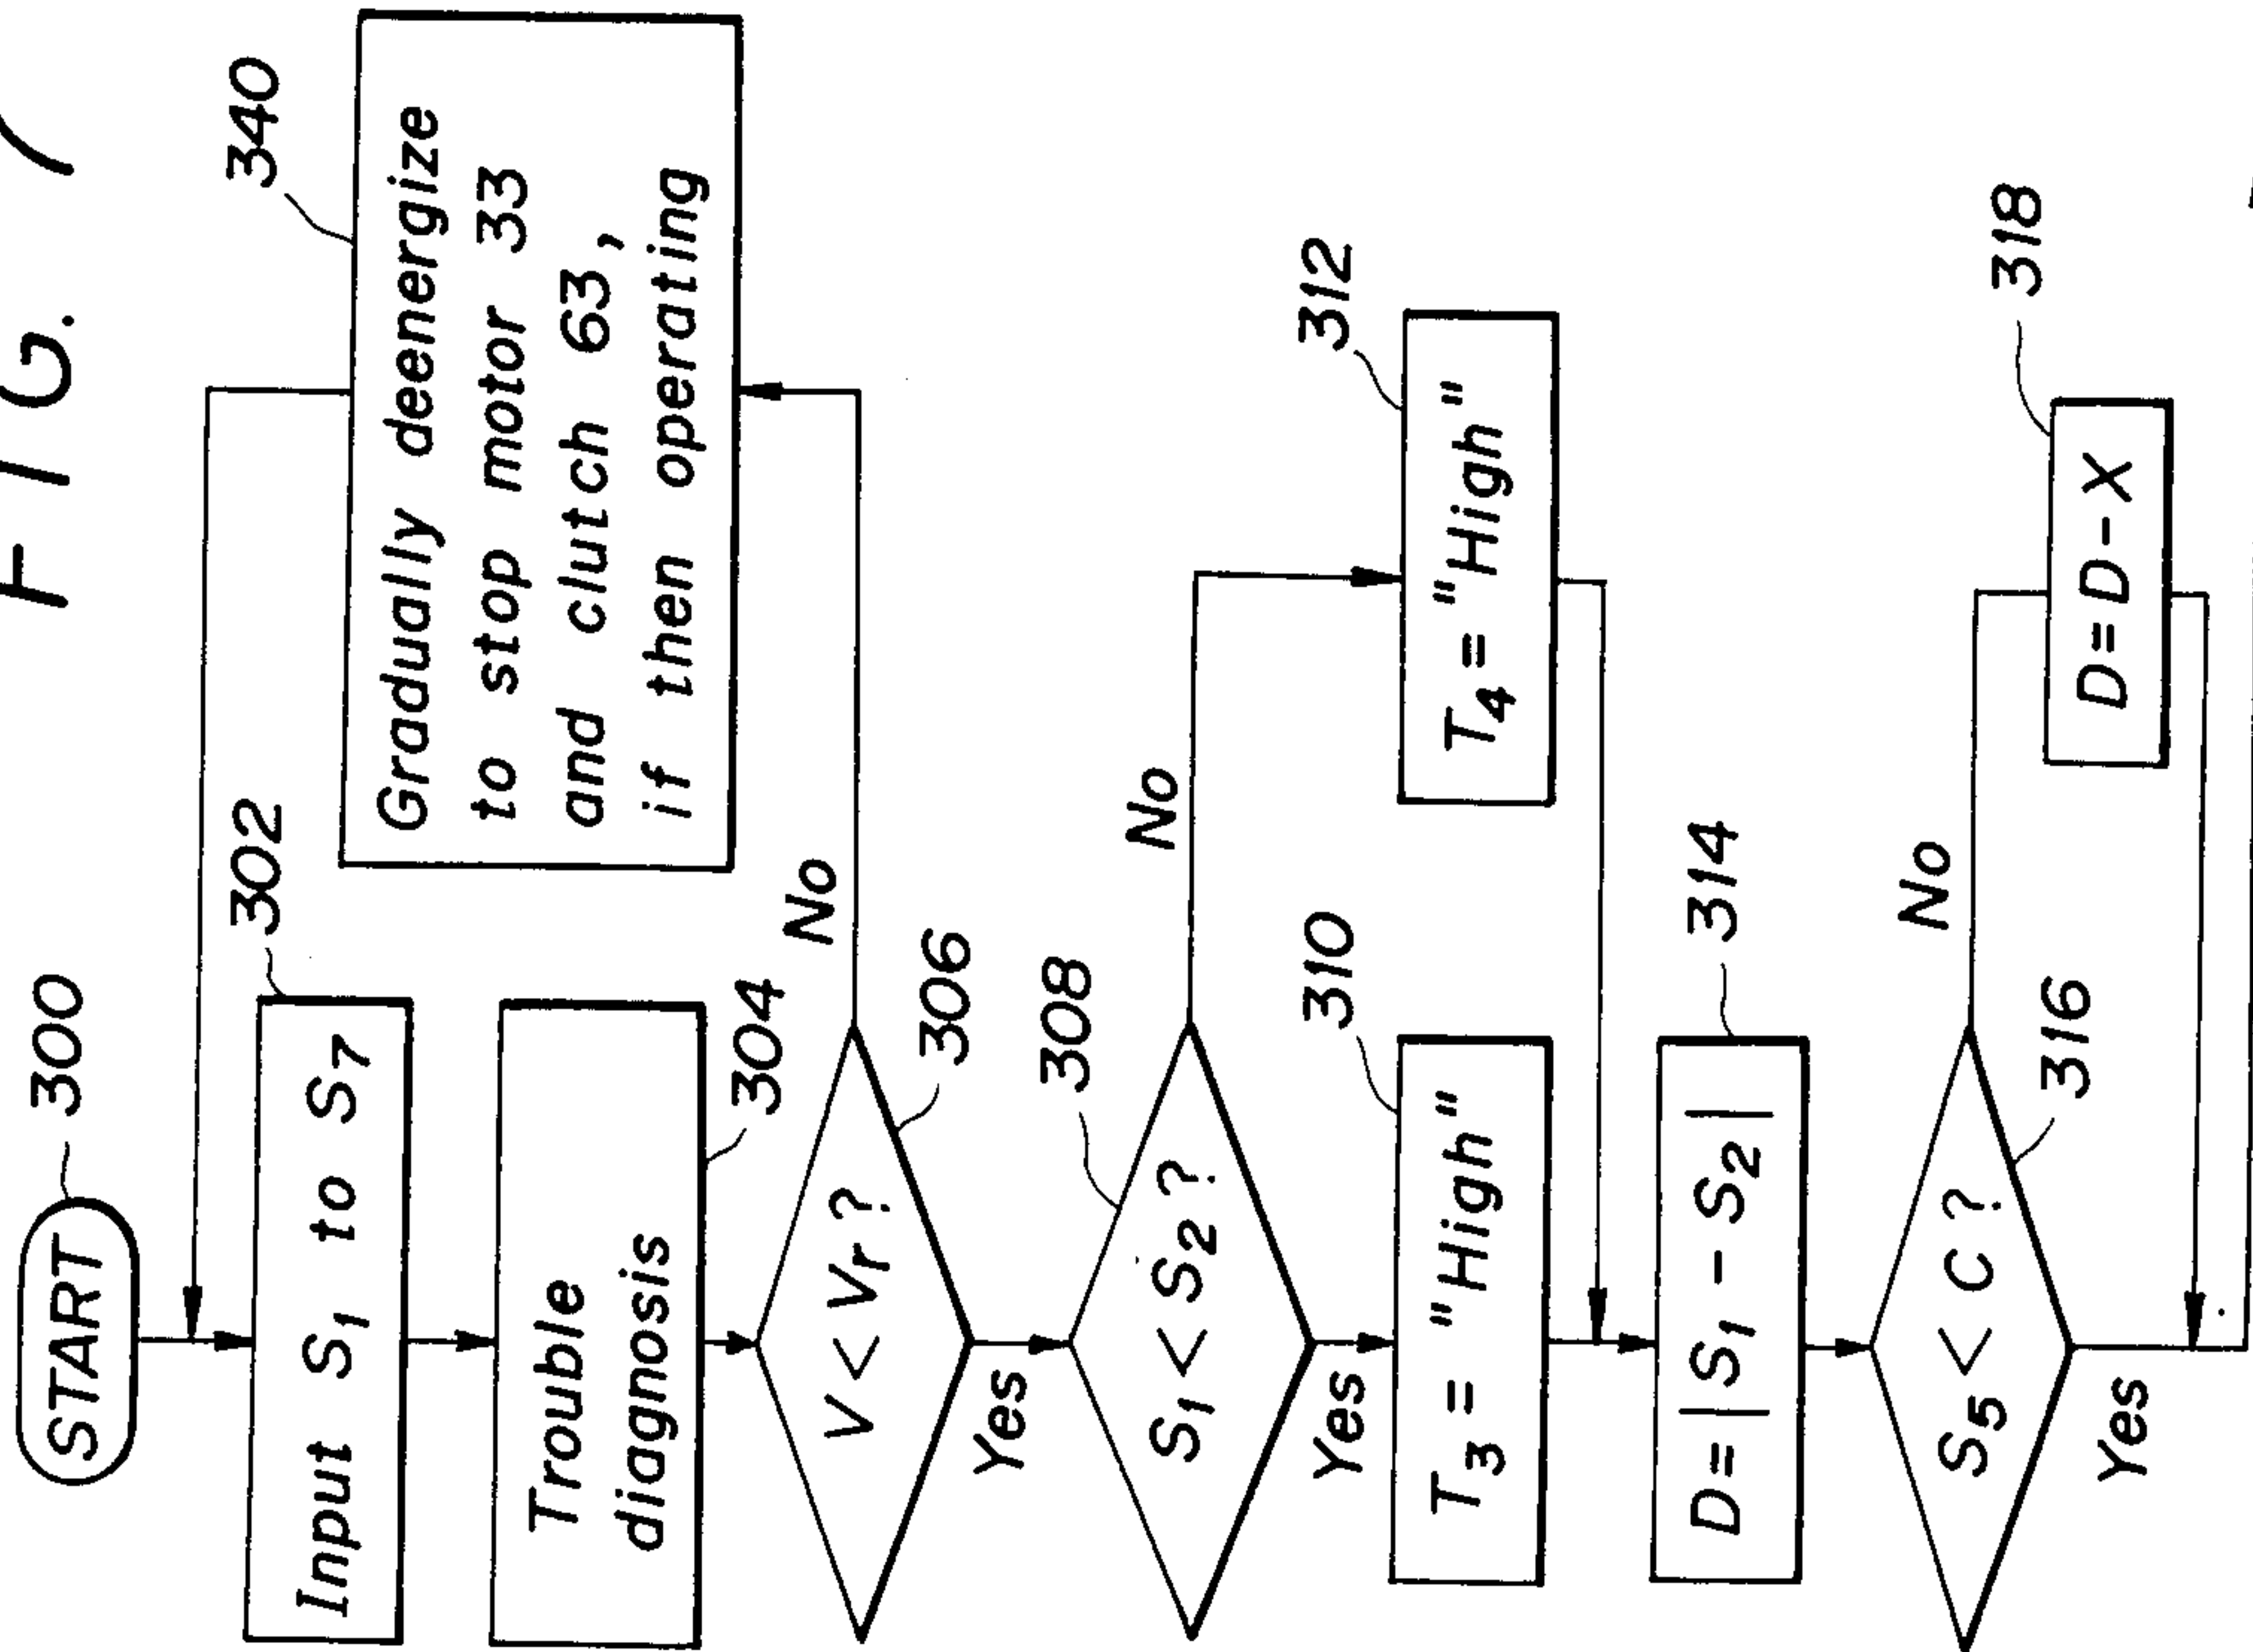 FIG. 7
START
300
Input S1 to S7
302
Trouble
diagnosis
304
V < Vr ?
306
No
Yes
Gradually deenergize
to stop motor 33
and clutch 63,
if then operating
340
S1 < S2 ?
308
No
Yes
T3 = "High"
310
T4 = "High"
312
D = | S1 - S2 |
314
S5 < C ?
316
No
Yes
D = D - X
318